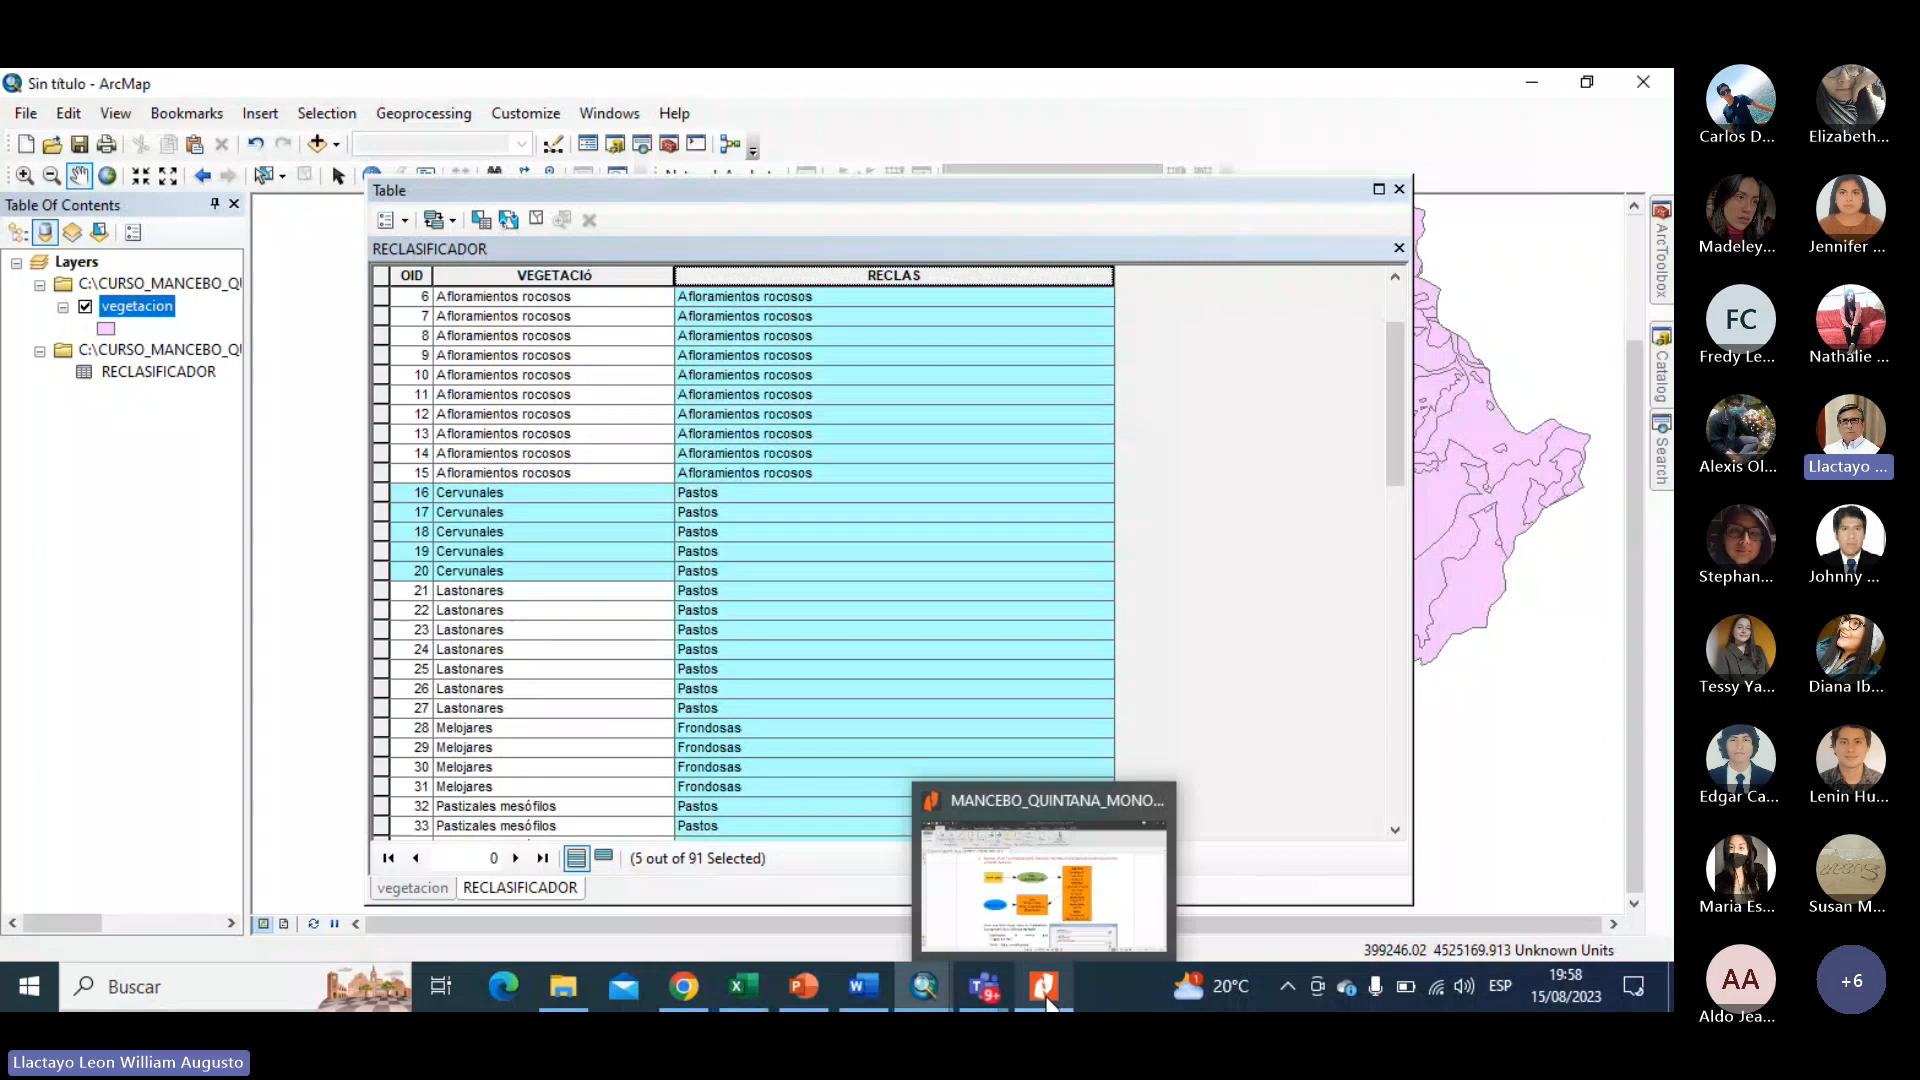 Sin título - ArcMap
File Edit View Bookmarks Insert Selection Geoprocessing Customize Windows Help
Table Of Contents
Layers
C:\CURSO_MANCEBO_QU
vegetacion
C:\CURSO_MANCEBO_QU
RECLASIFICADOR
Table
RECLASIFICADOR
OID VEGETACIó RECLAS
6 Afloramientos rocosos Afloramientos rocosos
7 Afloramientos rocosos Afloramientos rocosos
8 Afloramientos rocosos Afloramientos rocosos
9 Afloramientos rocosos Afloramientos rocosos
10 Afloramientos rocosos Afloramientos rocosos
11 Afloramientos rocosos Afloramientos rocosos
12 Afloramientos rocosos Afloramientos rocosos
13 Afloramientos rocosos Afloramientos rocosos
14 Afloramientos rocosos Afloramientos rocosos
15 Afloramientos rocosos Afloramientos rocosos
16 Cervunales Pastos
17 Cervunales Pastos
18 Cervunales Pastos
19 Cervunales Pastos
20 Cervunales Pastos
21 Lastonares Pastos
22 Lastonares Pastos
23 Lastonares Pastos
24 Lastonares Pastos
25 Lastonares Pastos
26 Lastonares Pastos
27 Lastonares Pastos
28 Melojares Frondosas
29 Melojares Frondosas
30 Melojares Frondosas
31 Melojares Frondosas
32 Pastizales mesófilos Pastos
33 Pastizales mesófilos Pastos
0 (5 out of 91 Selected)
vegetacion RECLASIFICADOR
MANCEBO_QUINTANA_MONO...
ArcToolbox
Catalog
Search
399246.02 4525169.913 Unknown Units
Buscar
9+
20°C
ESP
19:58
15/08/2023
Carlos D... Elizabeth...
Madeley... Jennifer ...
FC
Fredy Le... Nathalie ...
Alexis Ol... Llactayo ...
Stephan... Johnny ...
Tessy Ya... Diana Ib...
Edgar Ca... Lenin Hu...
Maria Es... Susan M...
AA +6
Aldo Jea...
Llactayo Leon William Augusto